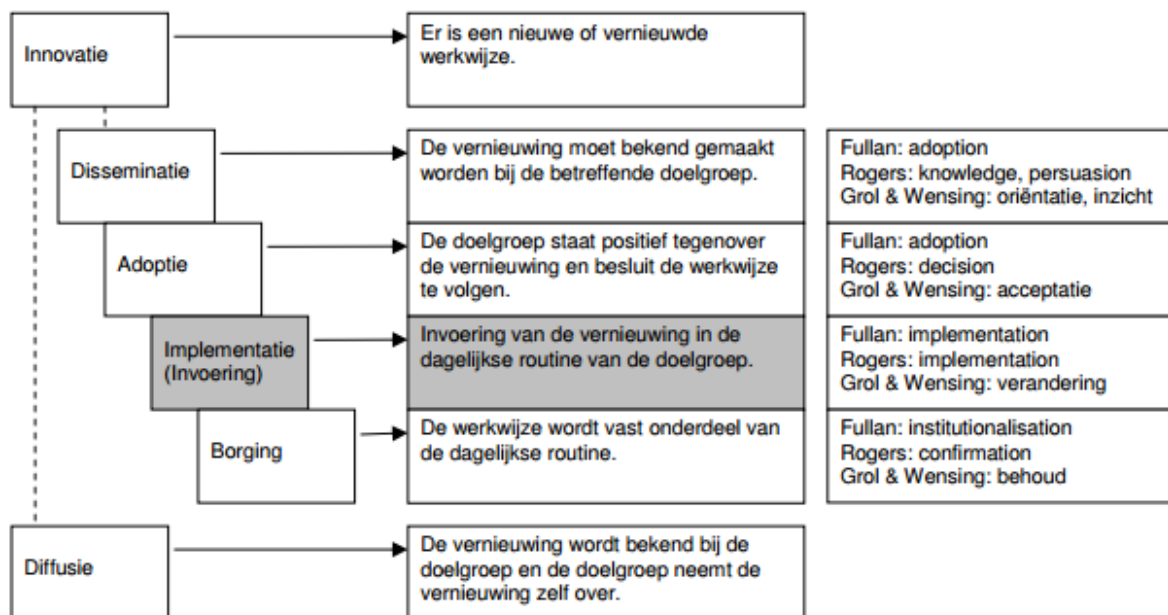 Innovatie
Er is een nieuwe of vernieuwde
werkwijze.
Disseminatie
De vernieuwing moet bekend gemaakt
worden bij de betreffende doelgroep.
Fullan: adoption
Rogers: knowledge, persuasion
Grol & Wensing: oriëntatie, inzicht
Adoptie
De doelgroep staat positief tegenover
de vernieuwing en besluit de werkwijze
te volgen.
Fullan: adoption
Rogers: decision
Grol & Wensing: acceptatie
Implementatie
(Invoering)
Invoering van de vernieuwing in de
dagelijkse routine van de doelgroep.
Fullan: implementation
Rogers: implementation
Grol & Wensing: verandering
Borging
De werkwijze wordt vast onderdeel van
de dagelijkse routine.
Fullan: institutionalisation
Rogers: confirmation
Grol & Wensing: behoud
Diffusie
De vernieuwing wordt bekend bij de
doelgroep en de doelgroep neemt de
vernieuwing zelf over.